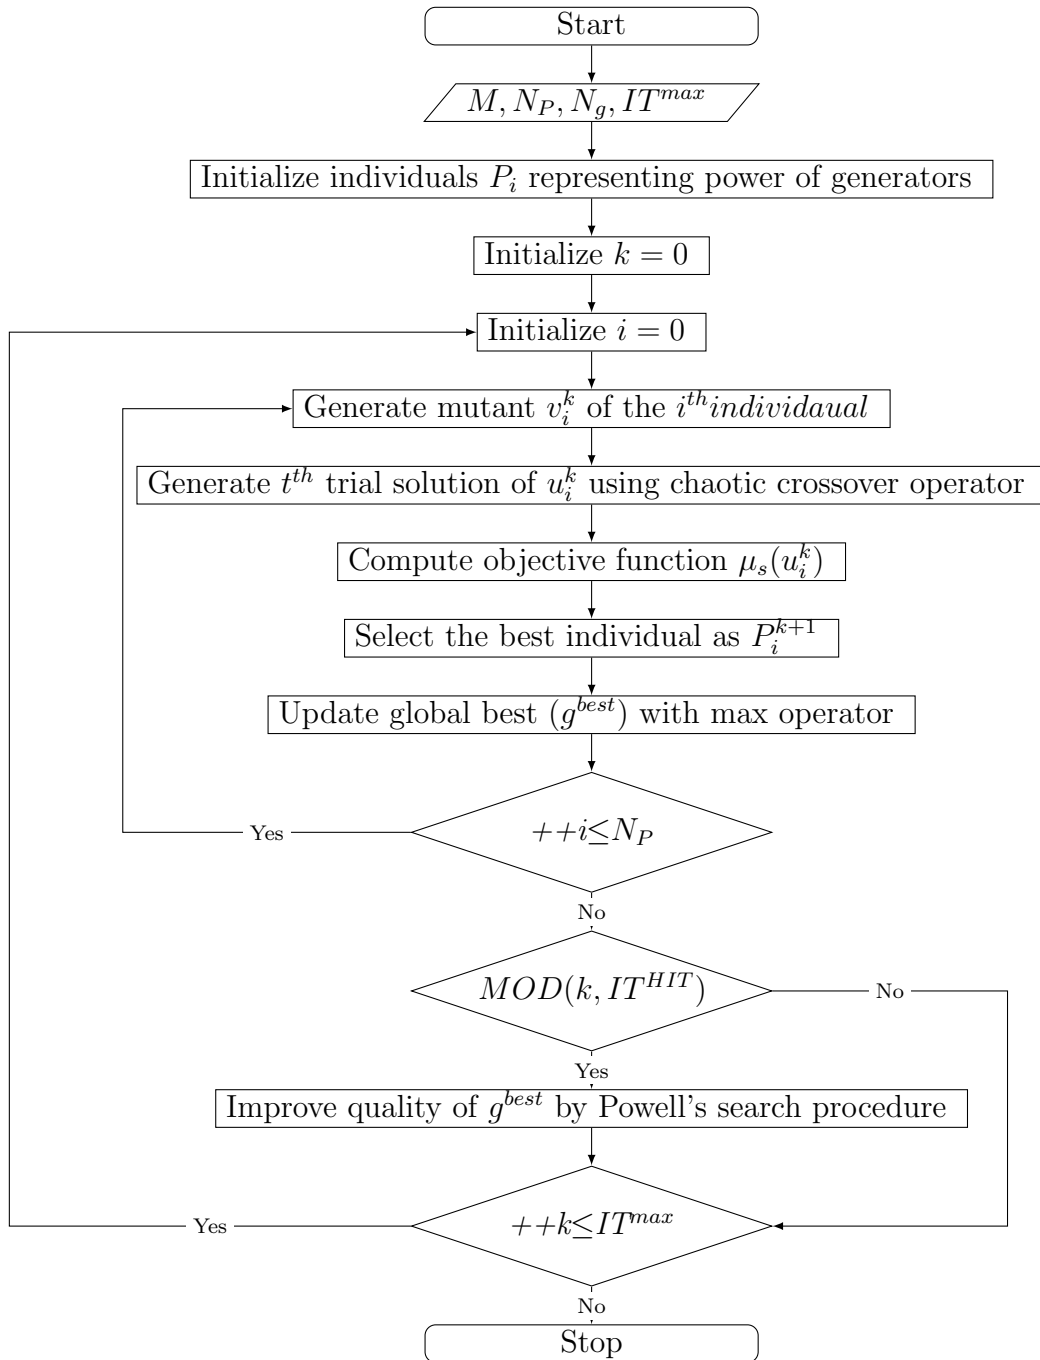 Start
$M, N_P, N_g, IT^{max}$
Initialize individuals $P_i$ representing power of generators
Initialize $k = 0$
Initialize $i = 0$
Generate mutant $v_i^k$ of the $i^{th} individaual$
Generate $t^{th}$ trial solution of $u_i^k$ using chaotic crossover operator
Compute objective function $\mu_s(u_i^k)$
Select the best individual as $P_i^{k+1}$
Update global best $(g^{best})$ with max operator
$++i \leq N_P$
Yes
No
$MOD(k, IT^{HIT})$
No
Yes
Improve quality of $g^{best}$ by Powell's search procedure
$++k \leq IT^{max}$
Yes
No
Stop